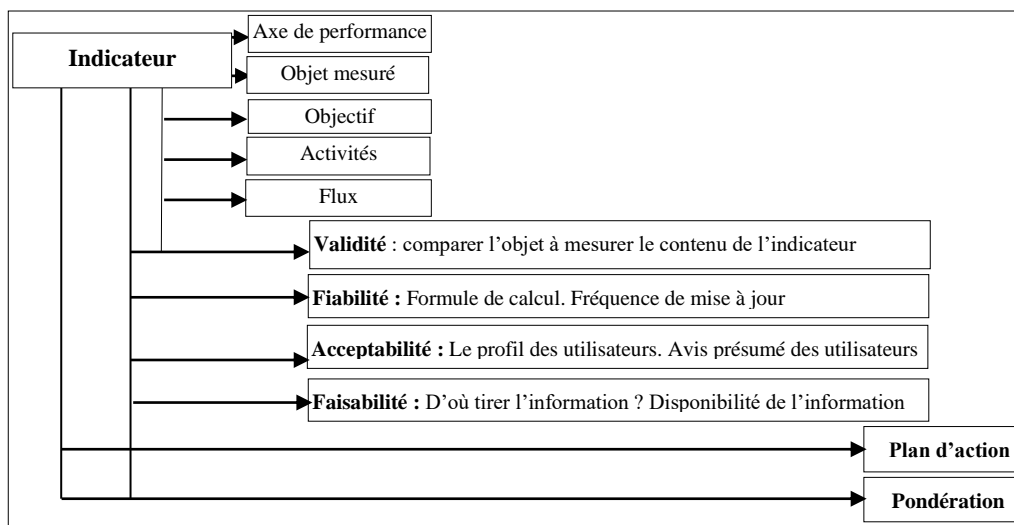 Axe de performance
Indicateur
Objet mesuré
Objectif
Activités
Flux
Validité : comparer l’objet à mesurer le contenu de l’indicateur
Fiabilité : Formule de calcul. Fréquence de mise à jour
Acceptabilité : Le profil des utilisateurs. Avis présumé des utilisateurs
Faisabilité : D’où tirer l’information ? Disponibilité de l’information
Plan d’action
Pondération